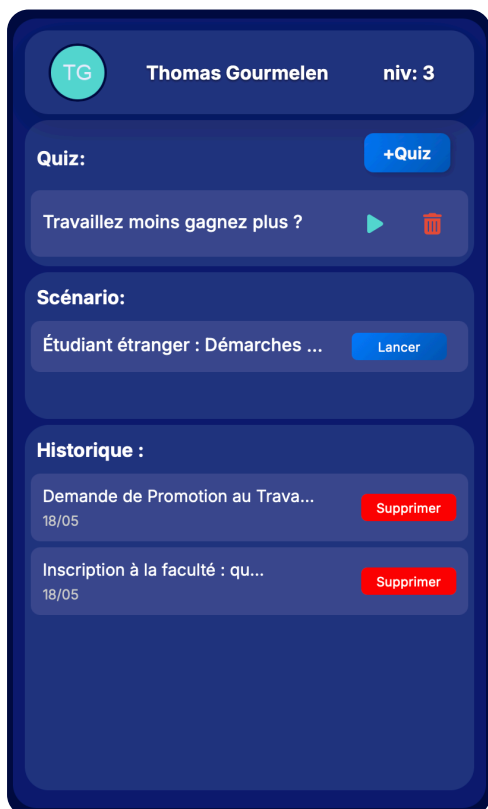 TG
Thomas Gourmelen
niv: 3
Quiz:
+Quiz
Travaillez moins gagnez plus ?
Scénario:
Étudiant étranger : Démarches ...
Lancer
Historique :
Demande de Promotion au Trava...
18/05
Supprimer
Inscription à la faculté : qu...
18/05
Supprimer